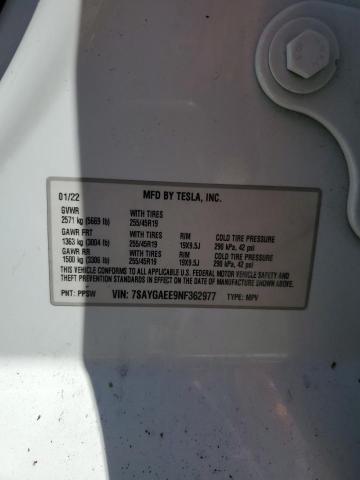 01/22 MFD BY TESLA, INC.
GVWR WITH TIRES
2571 kg (5669 lb) 255/45R19
GAWR FRT WITH TIRES RIM COLD TIRE PRESSURE
1363 kg (3004 lb) 255/45R19 19X9.5J 290 kPa, 42 psi
GAWR RR WITH TIRES RIM COLD TIRE PRESSURE
1500 kg (3306 lb) 255/45R19 19X9.5J 290 kPa, 42 psi
THIS VEHICLE CONFORMS TO ALL APPLICABLE U.S. FEDERAL MOTOR VEHICLE SAFETY AND
THEFT PREVENTION STANDARDS IN EFFECT ON THE DATE OF MANUFACTURE SHOWN ABOVE.
PNT: PPSW VIN: 7SAYGAEE9NF362977 TYPE: MPV